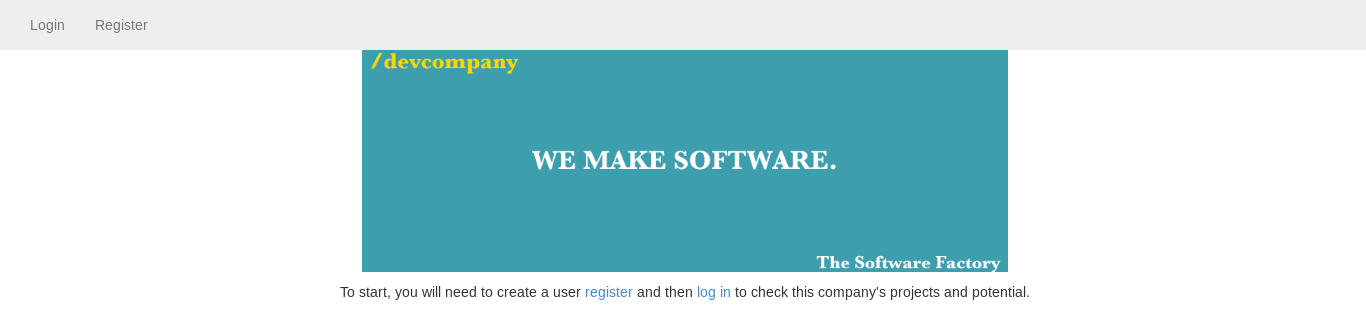 Login Register
/devcompany
WE MAKE SOFTWARE.
The Software Factory
To start, you will need to create a user register and then log in to check this company's projects and potential.